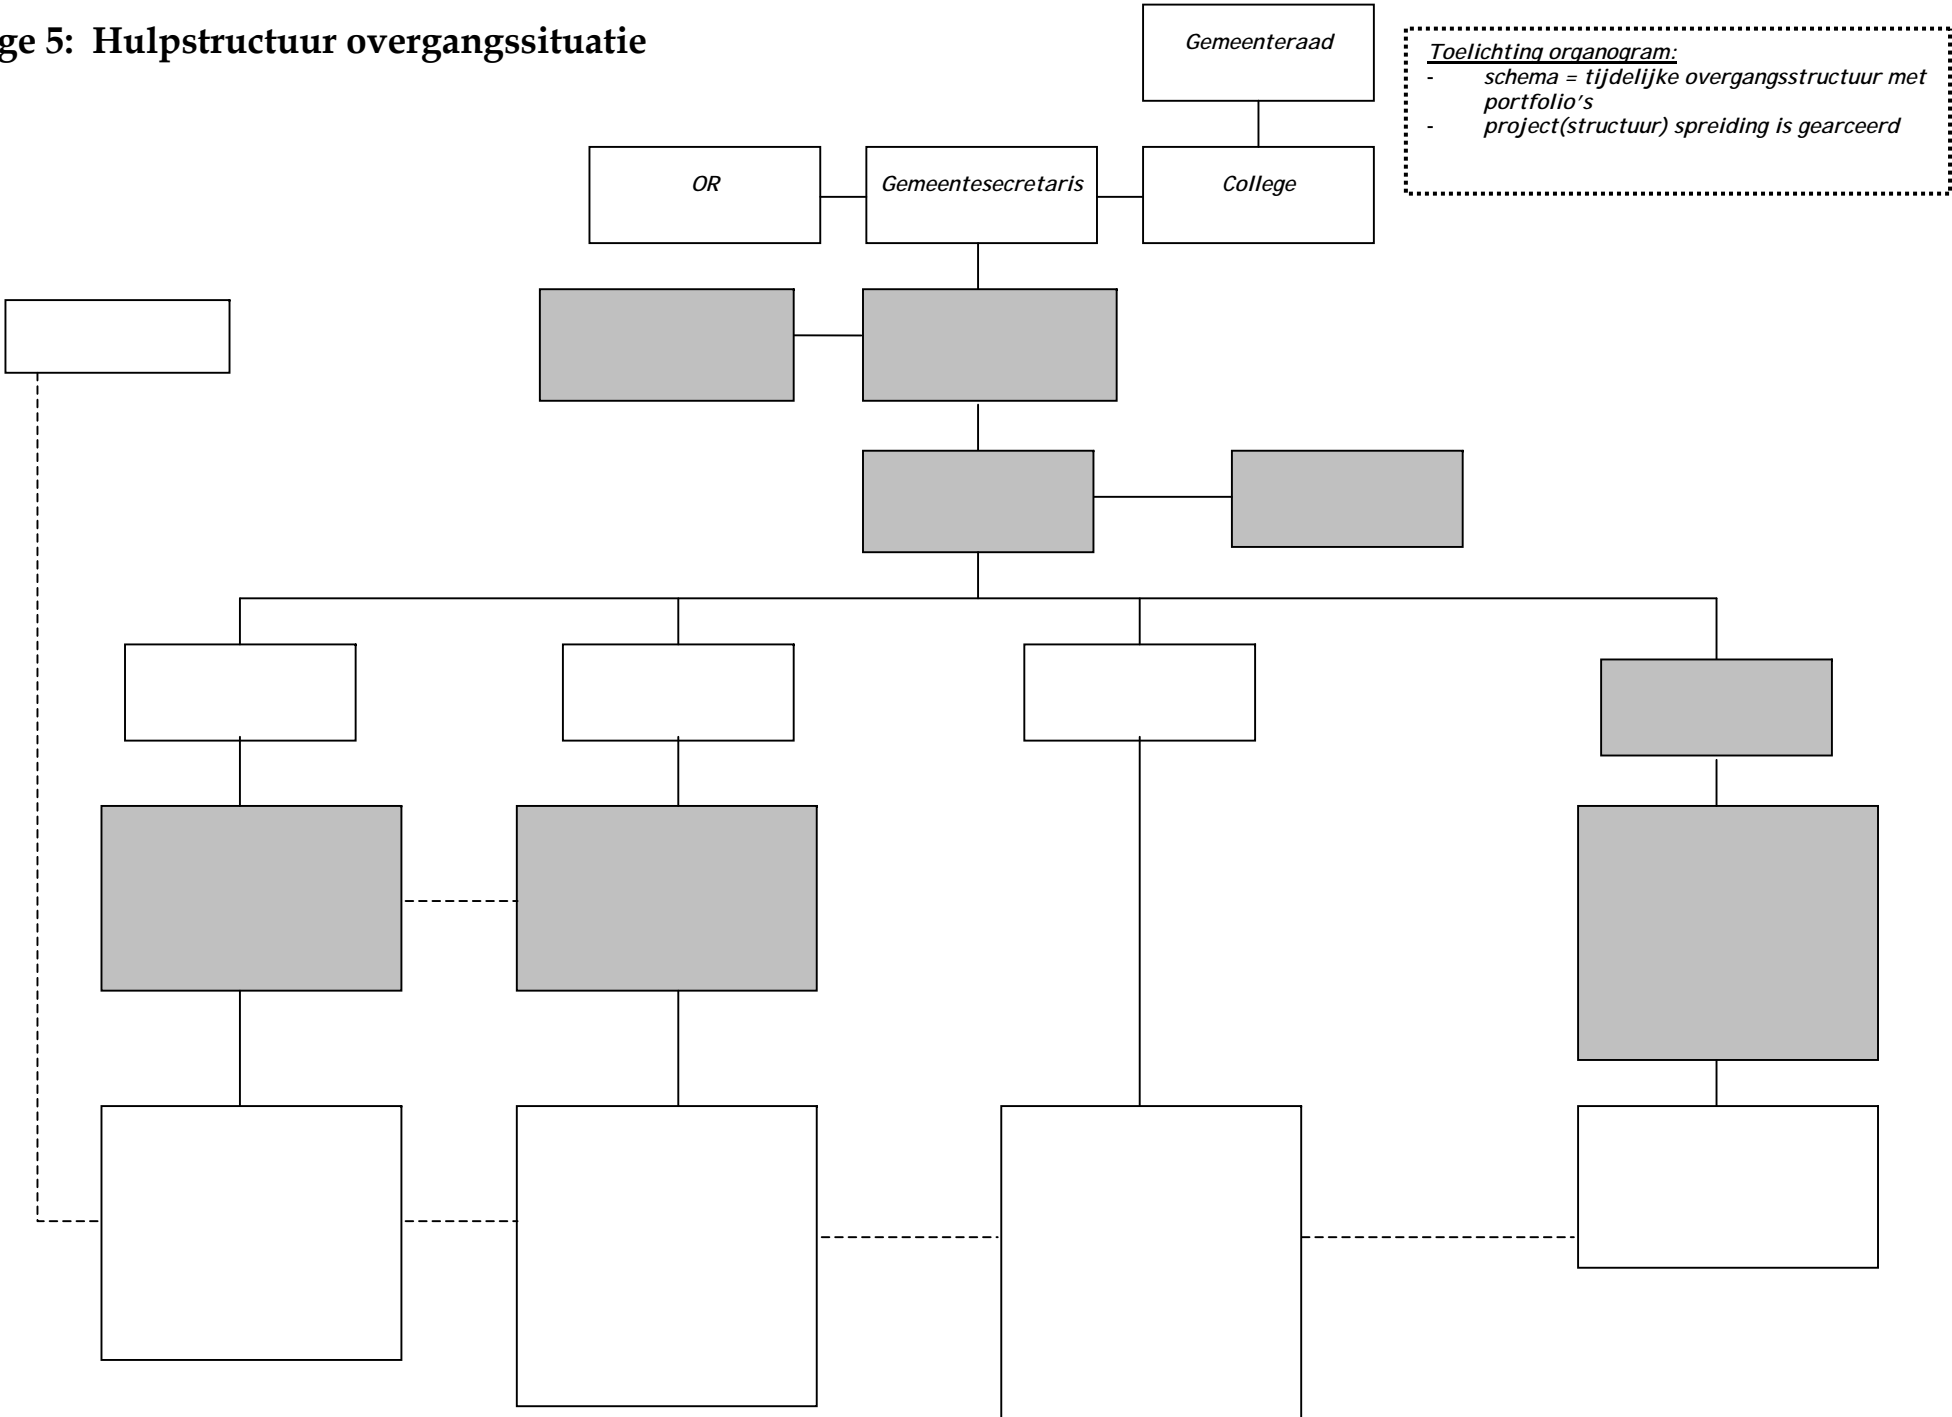 ge 5: Hulpstructuur overgangssituatie
Gemeenteraad
Toelichting organogram:
- schema = tijdelijke overgangsstructuur met
portfolio's
- project(structuur) spreiding is gearceerd
OR
Gemeentesecretaris
College